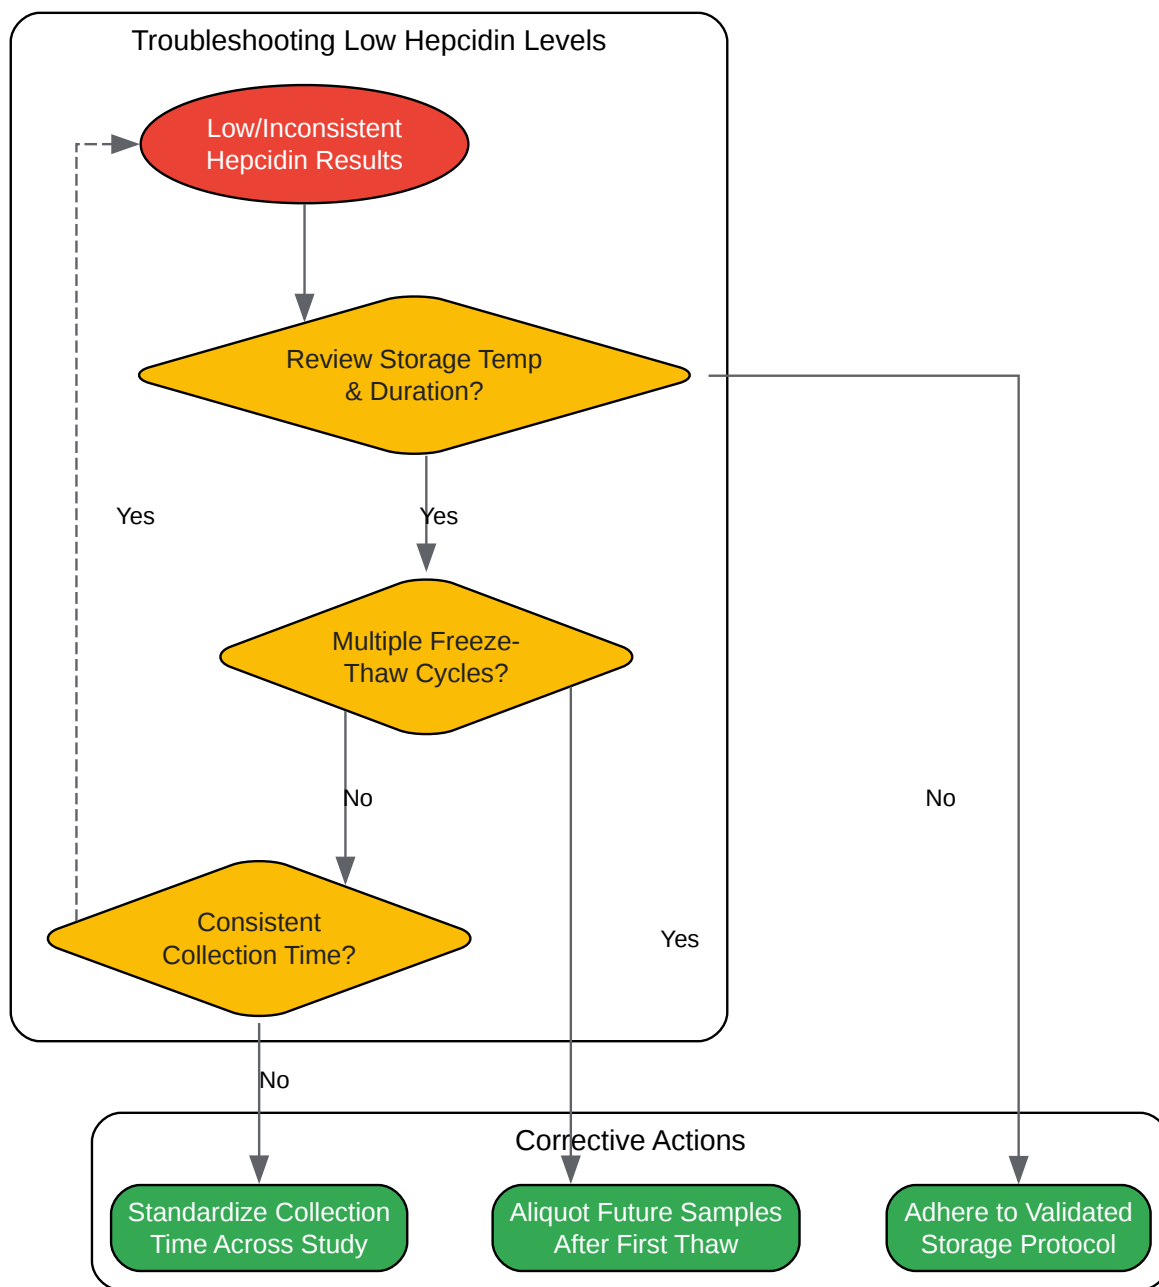 Troubleshooting Low Hepcidin Levels
Low/Inconsistent
Hepcidin Results
Review Storage Temp
& Duration?
Yes
Yes
Multiple Freeze-
Thaw Cycles?
No
No
Consistent
Collection Time?
Yes
No
Corrective Actions
Standardize Collection
Time Across Study
Aliquot Future Samples
After First Thaw
Adhere to Validated
Storage Protocol